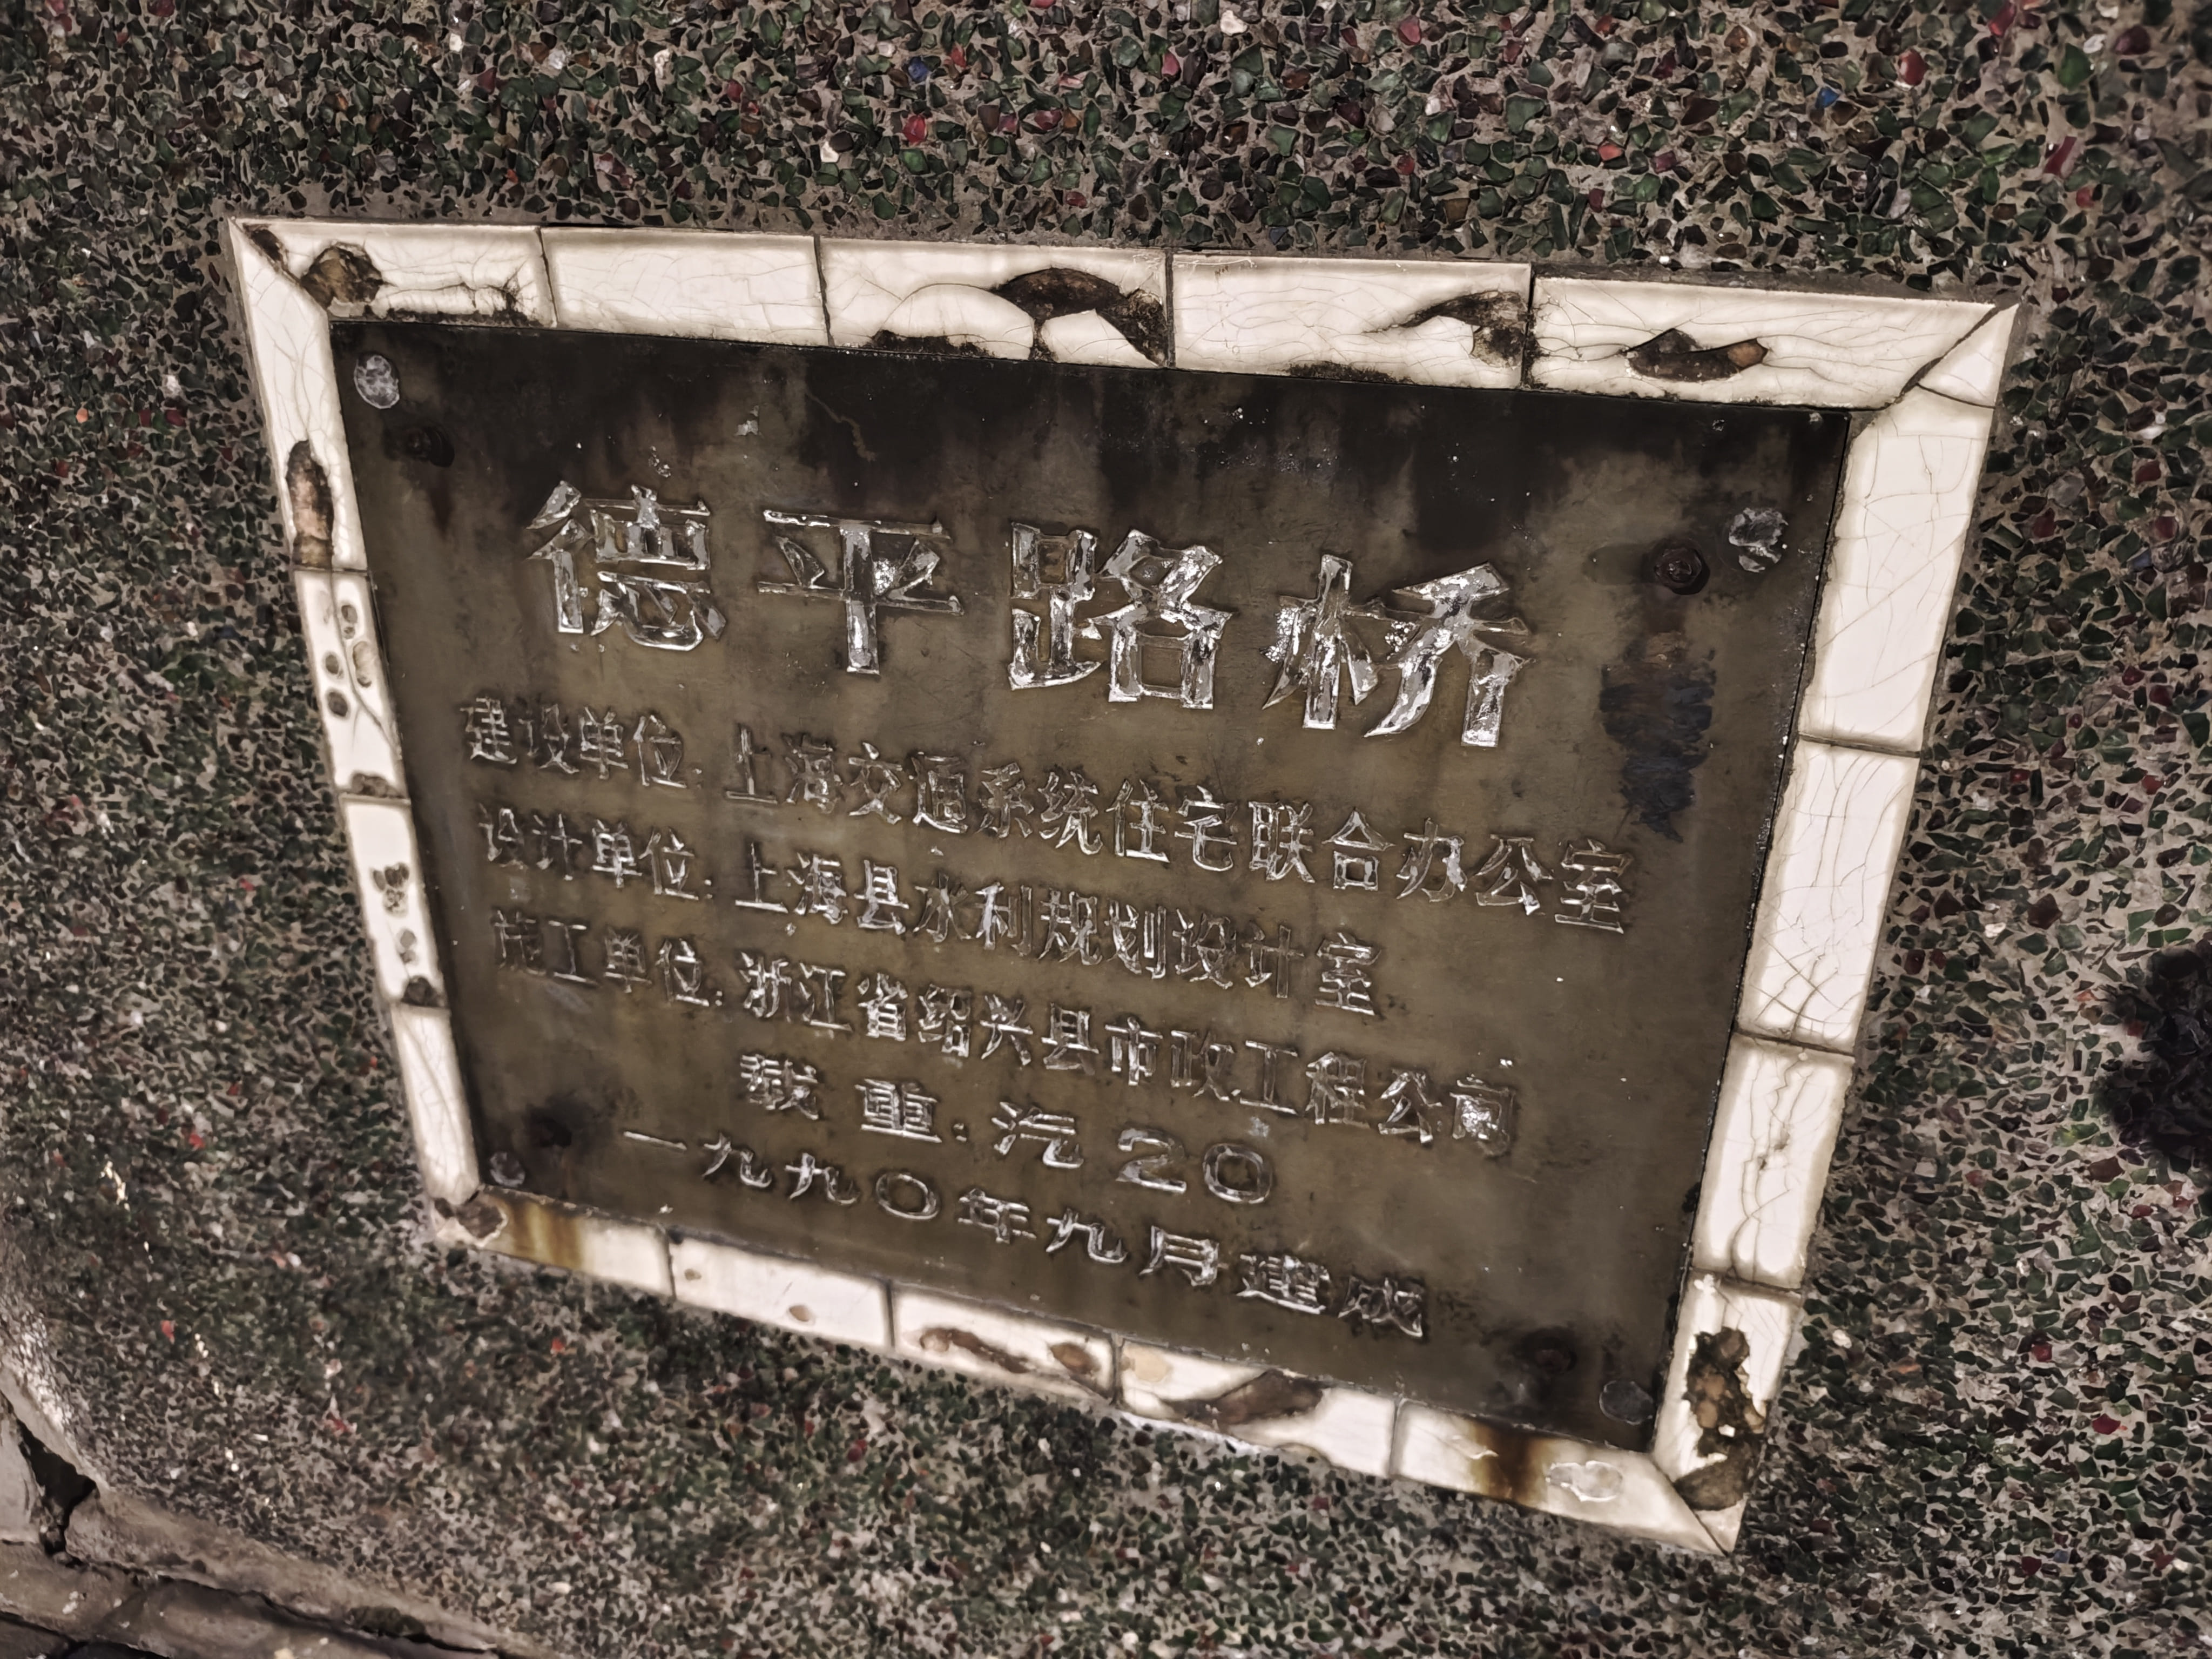 德平路桥
建设单位:上海交通系统住宅联合办公室
设计单位:上海县水利规划设计室
施工单位:浙江省绍兴县市政工程公司
载重:汽20
一九九〇年九月建成